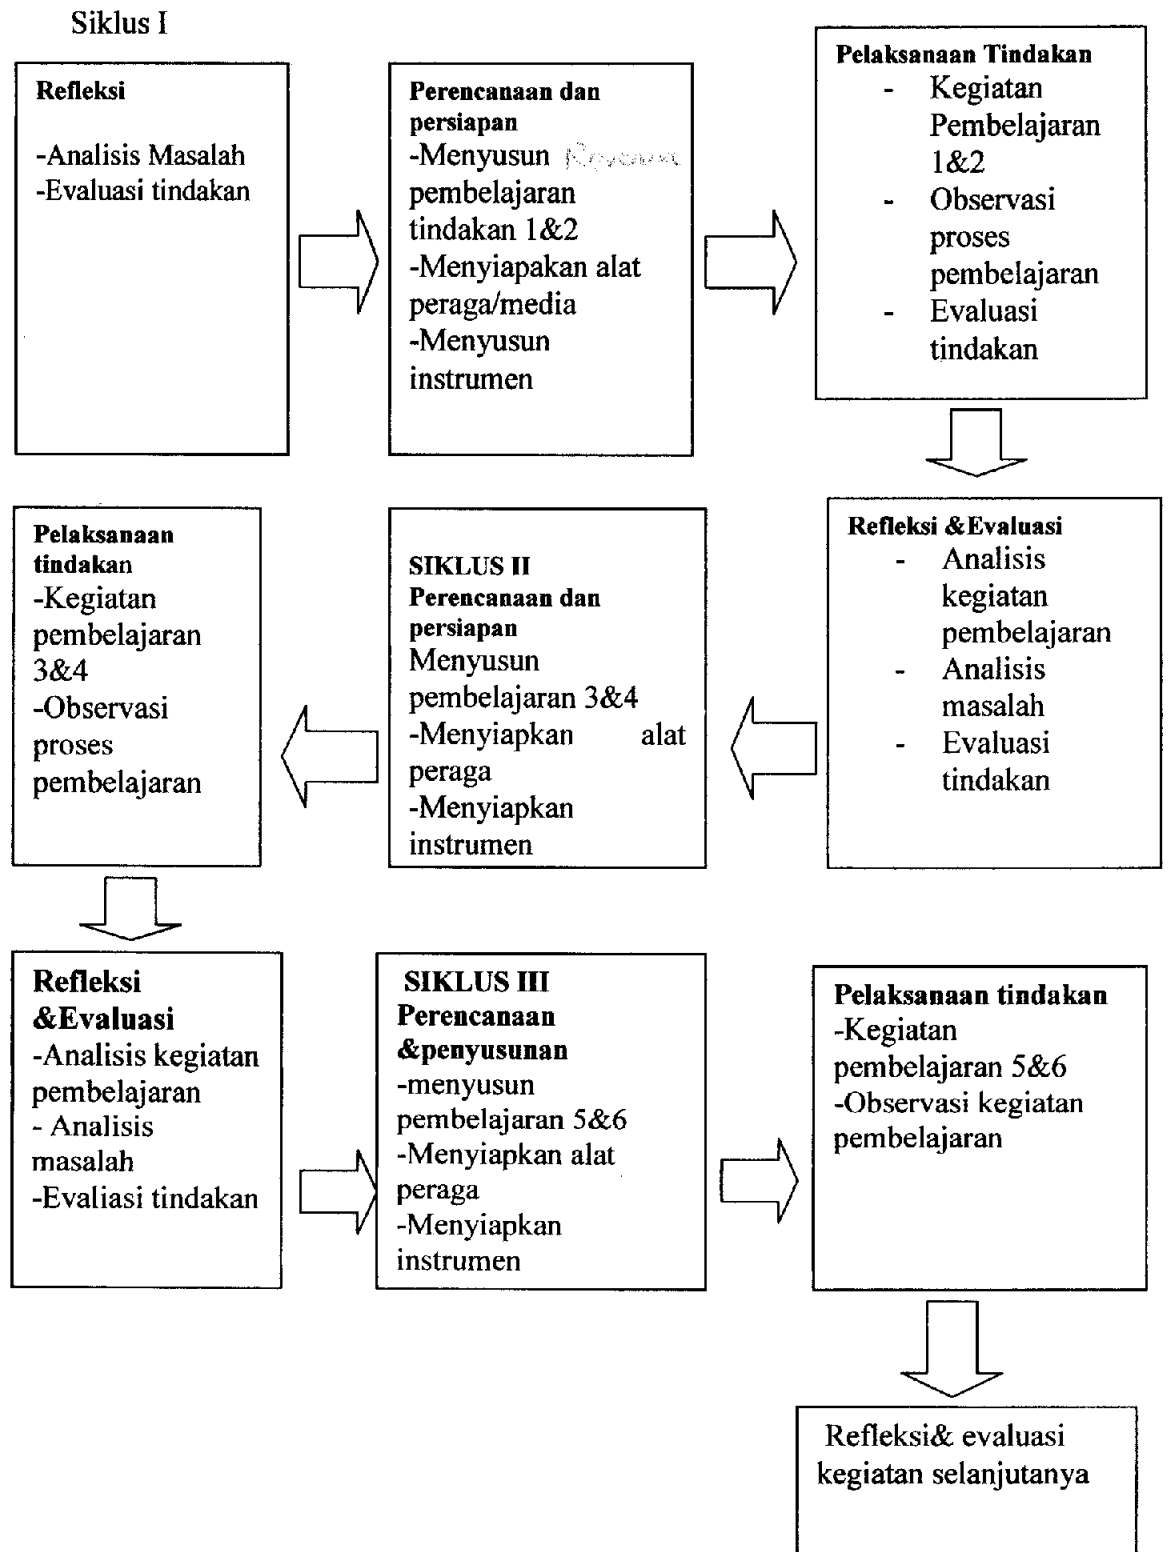 Siklus I
Refleksi
-Analisis Masalah
-Evaluasi tindakan
Perencanaan dan
persiapan
-Menyusun
pembelajaran
tindakan 1&2
-Menyiapakan alat
peraga/media
-Menyusun
instrumen
Pelaksanaan Tindakan
- Kegiatan
Pembelajaran
1&2
- Observasi
proses
pembelajaran
- Evaluasi
tindakan
Refleksi &Evaluasi
- Analisis
kegiatan
pembelajaran
- Analisis
masalah
- Evaluasi
tindakan
SIKLUS II
Perencanaan dan
persiapan
Menyusun
pembelajaran 3&4
-Menyiapkan alat
peraga
-Menyiapkan
instrumen
Pelaksanaan
tindakan
-Kegiatan
pembelajaran
3&4
-Observasi
proses
pembelajaran
Refleksi
&Evaluasi
-Analisis kegiatan
pembelajaran
- Analisis
masalah
-Evaliasi tindakan
SIKLUS III
Perencanaan
&penyusunan
-menyusun
pembelajaran 5&6
-Menyiapkan alat
peraga
-Menyiapkan
instrumen
Pelaksanaan tindakan
-Kegiatan
pembelajaran 5&6
-Observasi kegiatan
pembelajaran
Refleksi& evaluasi
kegiatan selanjutanya